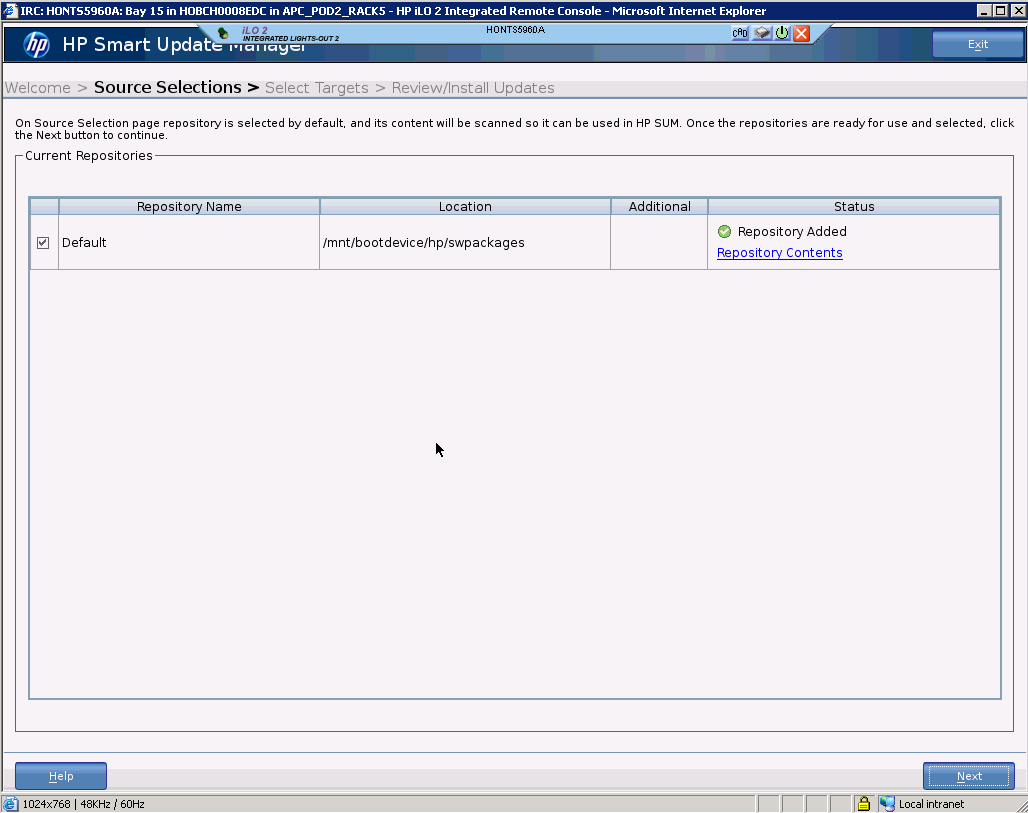 IRC: HONTS5960A: Bay 15 in HOBCH0008EDC in APC_POD2_RACK5 - HP iLO 2 Integrated Remote Console - Microsoft Internet Explorer
iLO 2
INTEGRATED LIGHTS-OUT 2
HONTS5960A
CAD
hp
HP Smart Update Manager
Exit
Welcome > Source Selections > Select Targets > Review/Install Updates
On Source Selection page repository is selected by default, and its content will be scanned so it can be used in HP SUM. Once the repositories are ready for use and selected, click
the Next button to continue.
Current Repositories
Repository Name Location Additional Status
Default /mnt/bootdevice/hp/swpackages Repository Added
Repository Contents
Help Next
1024x768 | 48KHz / 60Hz Local intranet